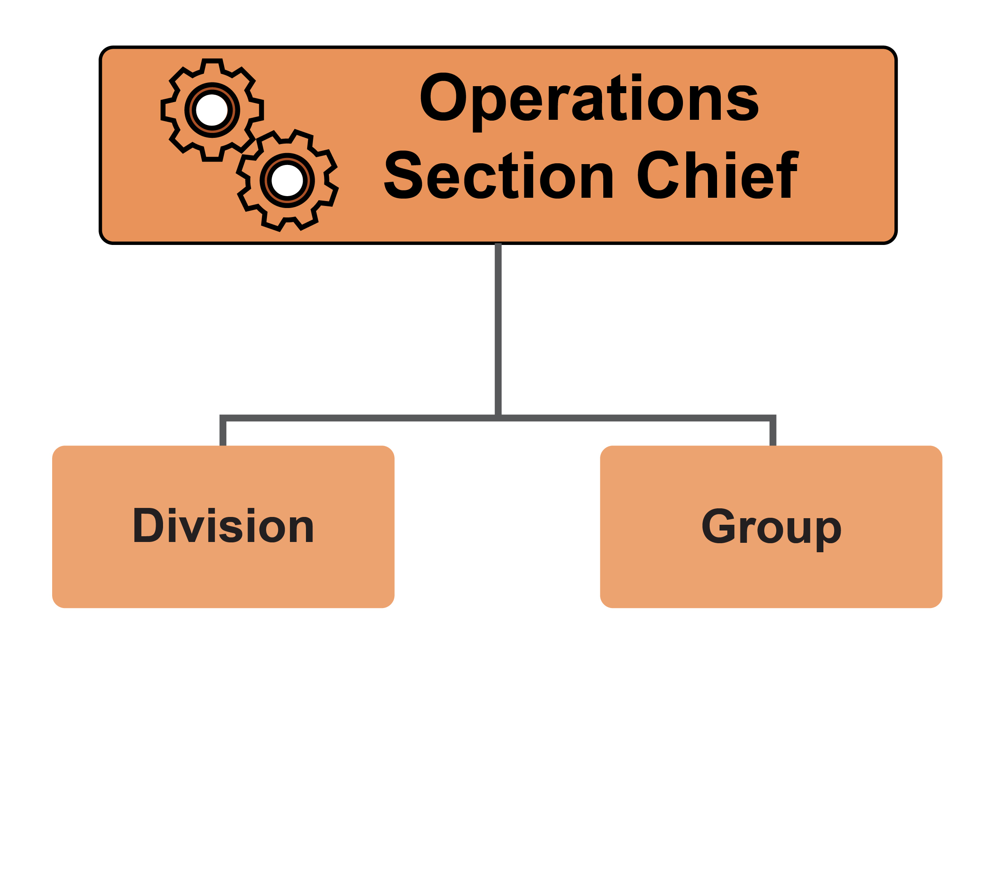 Operations
Section Chief
Division
Group